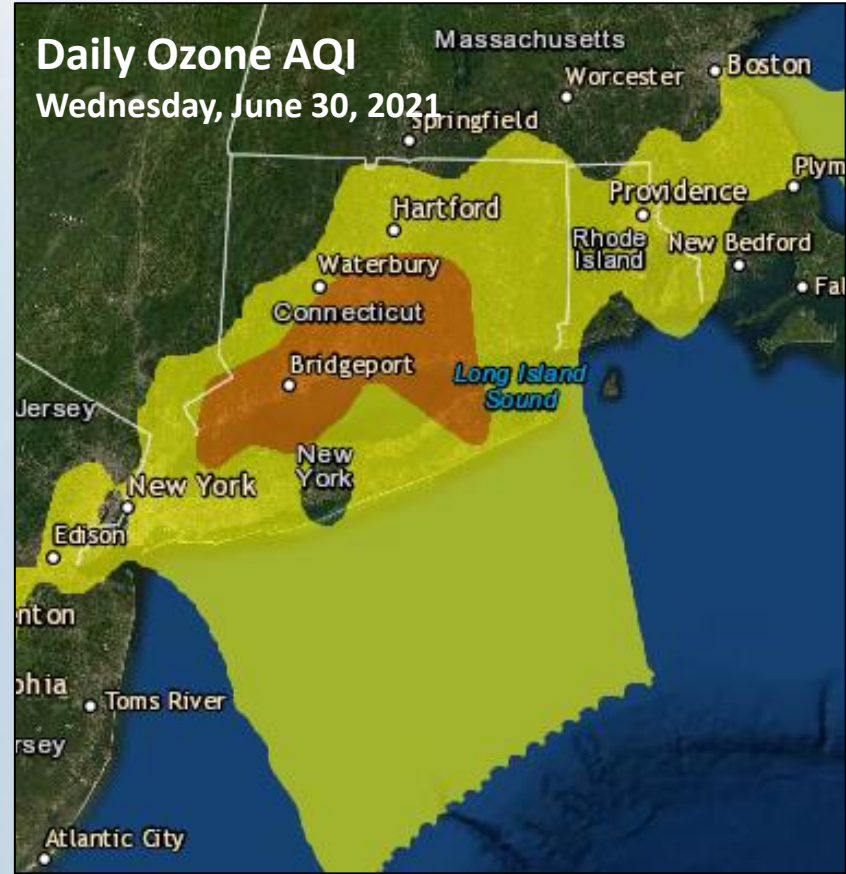 Daily Ozone AQI
Wednesday, June 30, 2021
Massachusetts
Boston
Worcester
Springfield
Plym
Providence
Hartford
Rhode
Island
New Bedford
Waterbury
Fal
Connecticut
Bridgeport
Long Island
Sound
Jersey
New
York
New York
Edison
nton
phia
Toms River
rsey
Atlantic City